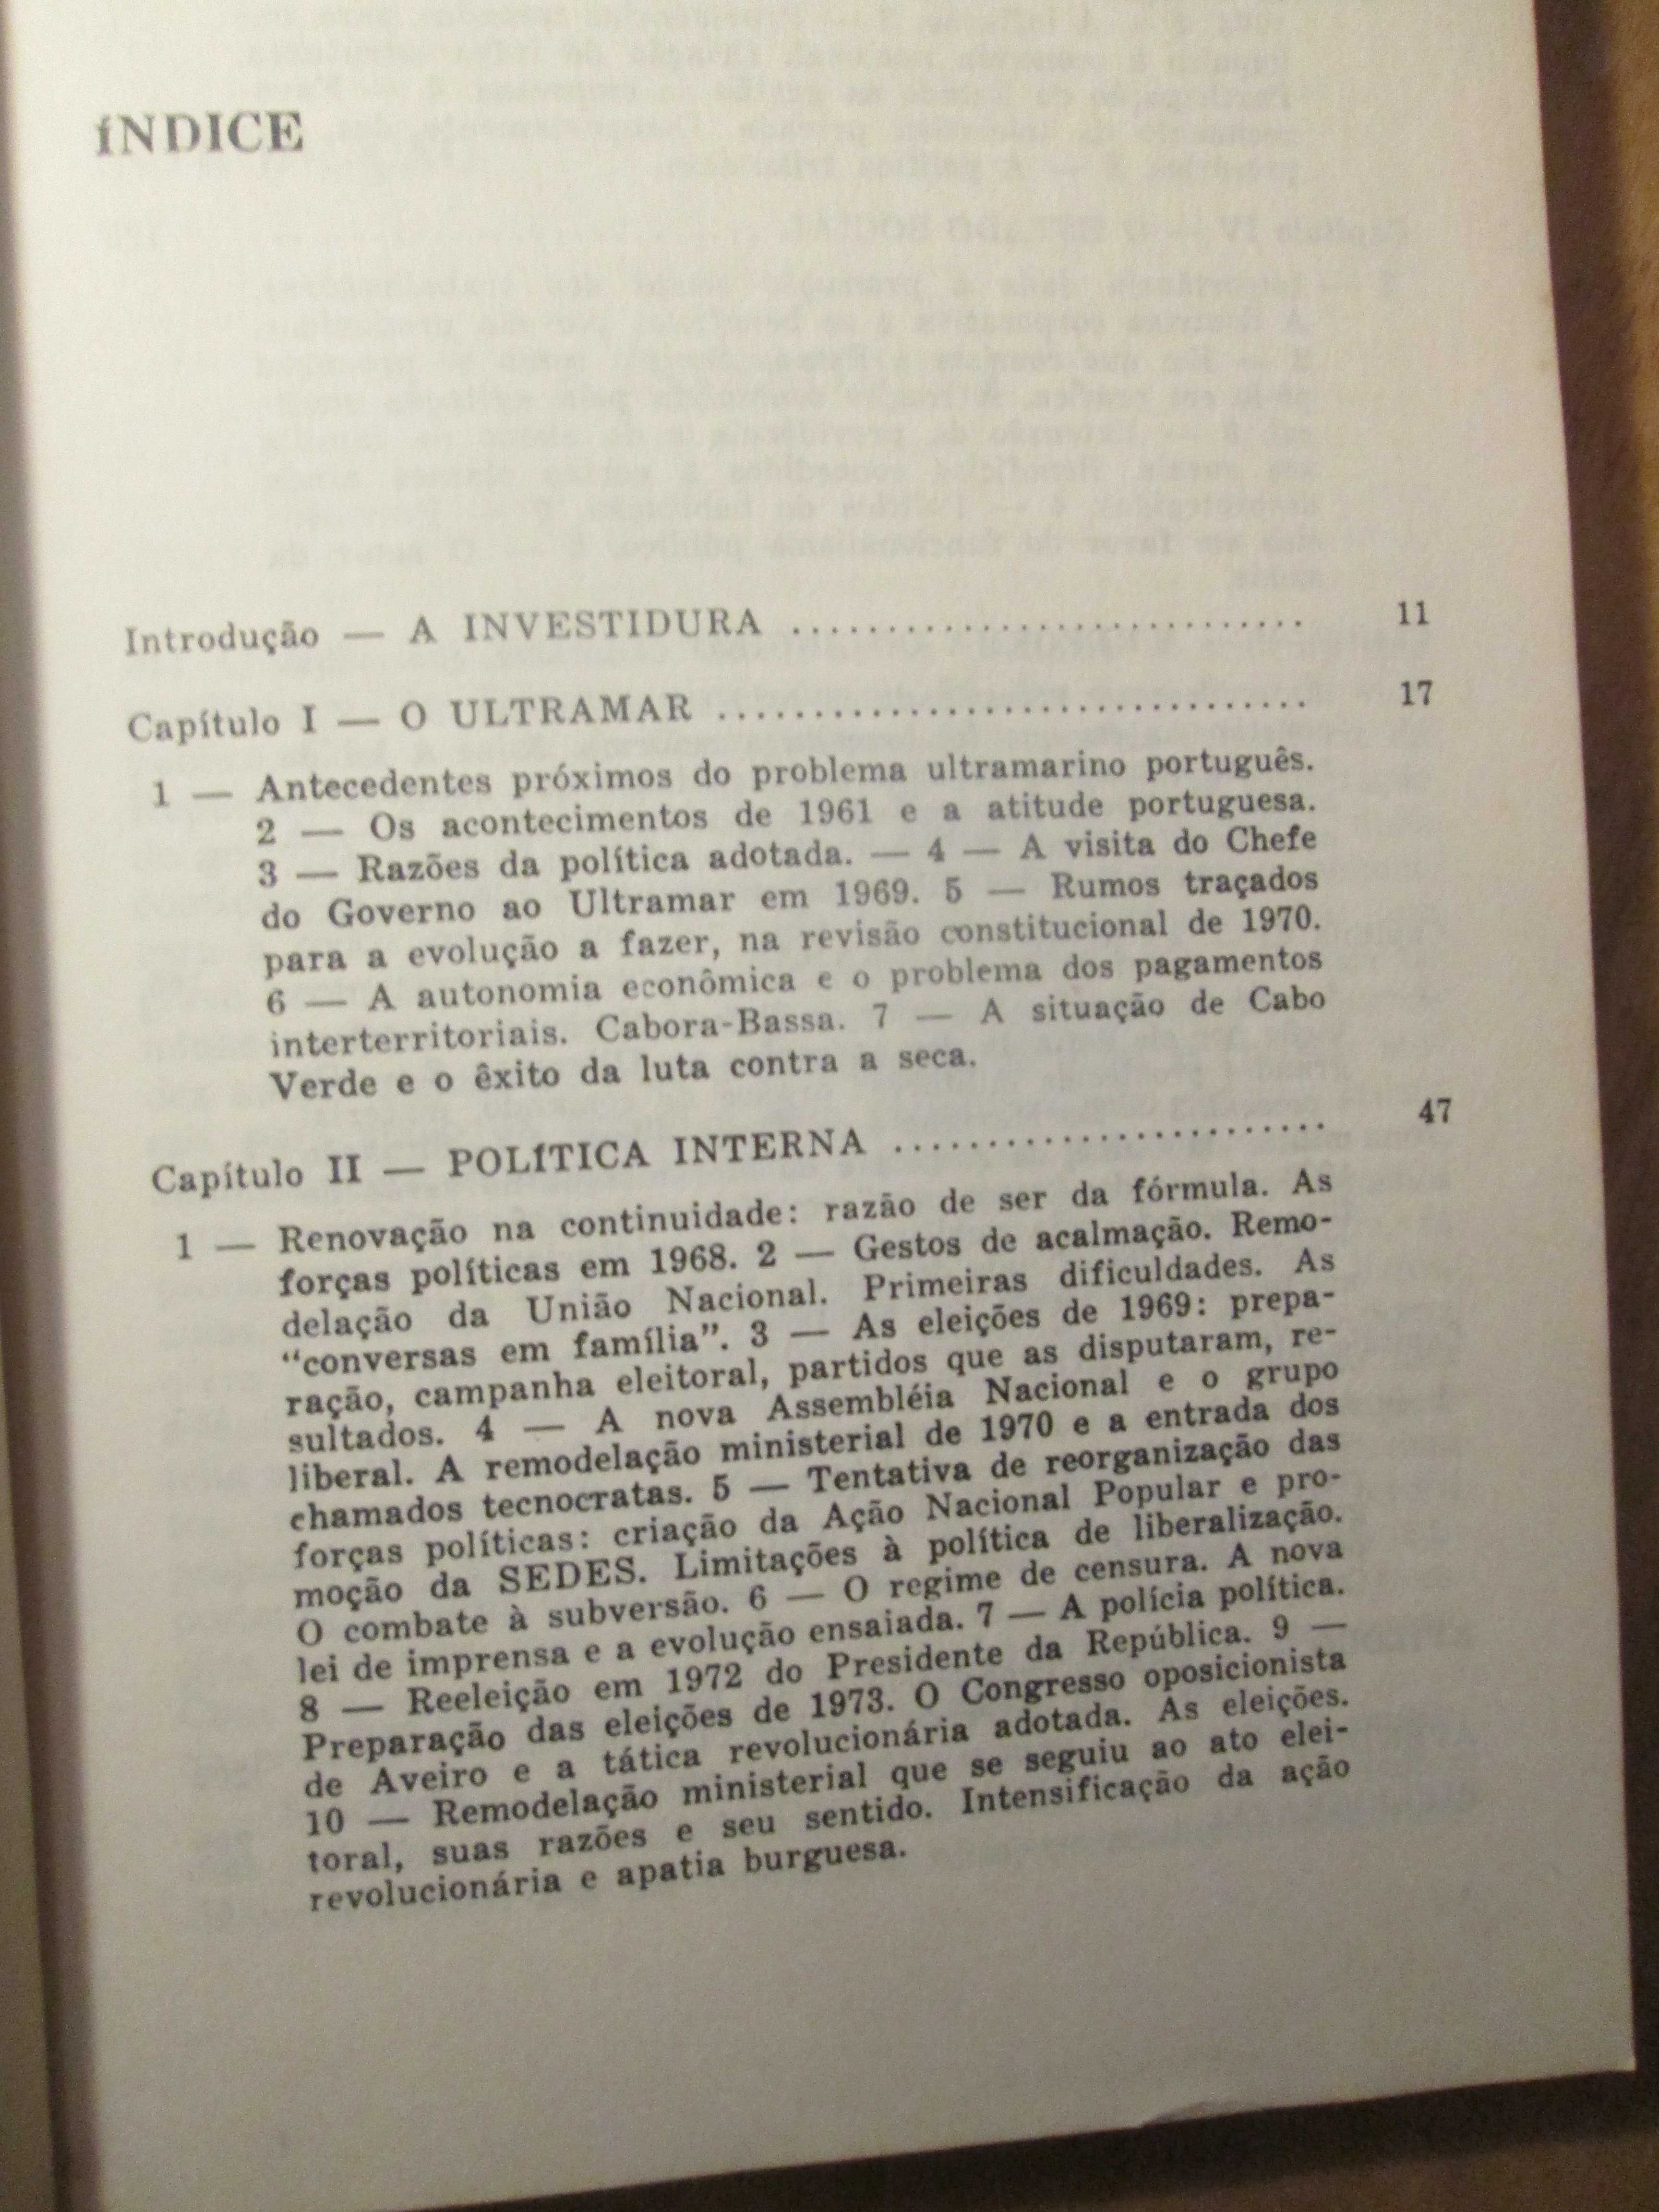 ÍNDICE
Introdução — A INVESTIDURA ........................... 11
Capítulo I — O ULTRAMAR ............................... 17
1 — Antecedentes próximos do problema ultramarino português.
2 — Os acontecimentos de 1961 e a atitude portuguesa.
3 — Razões da política adotada. — 4 — A visita do Chefe
do Governo ao Ultramar em 1969. 5 — Rumos traçados
para a evolução a fazer, na revisão constitucional de 1970.
6 — A autonomia econômica e o problema dos pagamentos
interterritoriais. Cabora-Bassa. 7 — A situação de Cabo
Verde e o êxito da luta contra a seca.
Capítulo II — POLÍTICA INTERNA ....................... 47
1 — Renovação na continuidade: razão de ser da fórmula. As
forças políticas em 1968. 2 — Gestos de acalmação. Remo-
delação da União Nacional. Primeiras dificuldades. As
“conversas em família”. 3 — As eleições de 1969: prepa-
ração, campanha eleitoral, partidos que as disputaram, re-
sultados. 4 — A nova Assembléia Nacional e o grupo
liberal. A remodelação ministerial de 1970 e a entrada dos
chamados tecnocratas. 5 — Tentativa de reorganização das
forças políticas: criação da Ação Nacional Popular e pro-
moção da SEDES. Limitações à política de liberalização.
O combate à subversão. 6 — O regime de censura. A nova
lei de imprensa e a evolução ensaiada. 7 — A polícia política.
8 — Reeleição em 1972 do Presidente da República. 9 —
Preparação das eleições de 1973. O Congresso oposicionista
de Aveiro e a tática revolucionária adotada. As eleições.
10 — Remodelação ministerial que se seguiu ao ato elei-
toral, suas razões e seu sentido. Intensificação da ação
revolucionária e apatia burguesa.